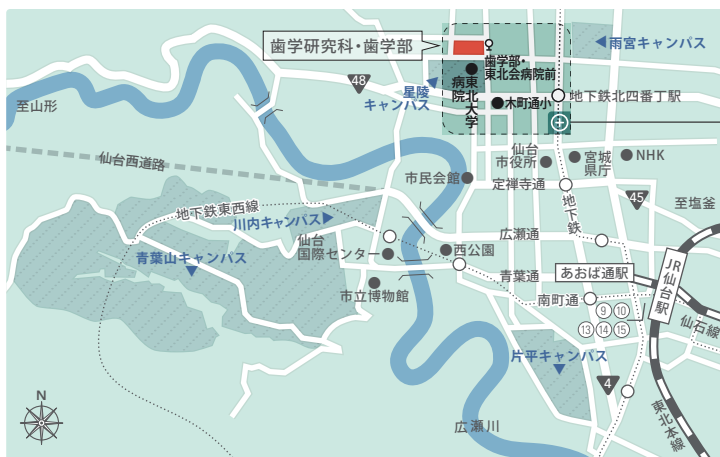 歯学研究科・歯学部
雨宮キャンパス
歯学部・
東北会病院前
48
星陵
キャンパス
東北大学
病院
木町通小
地下鉄北四番丁駅
至山形
仙台西道路
仙台
市役所
宮城
県庁
NHK
市民会館
定禅寺通
45
至塩釜
地下鉄東西線
川内キャンパス
地下鉄
広瀬通
仙台
国際センター
西公園
青葉山キャンパス
青葉通
あおば通駅
JR
仙台駅
市立博物館
南町通
9
10
13
14
15
仙石線
片平キャンパス
4
N
広瀬川
東北本線